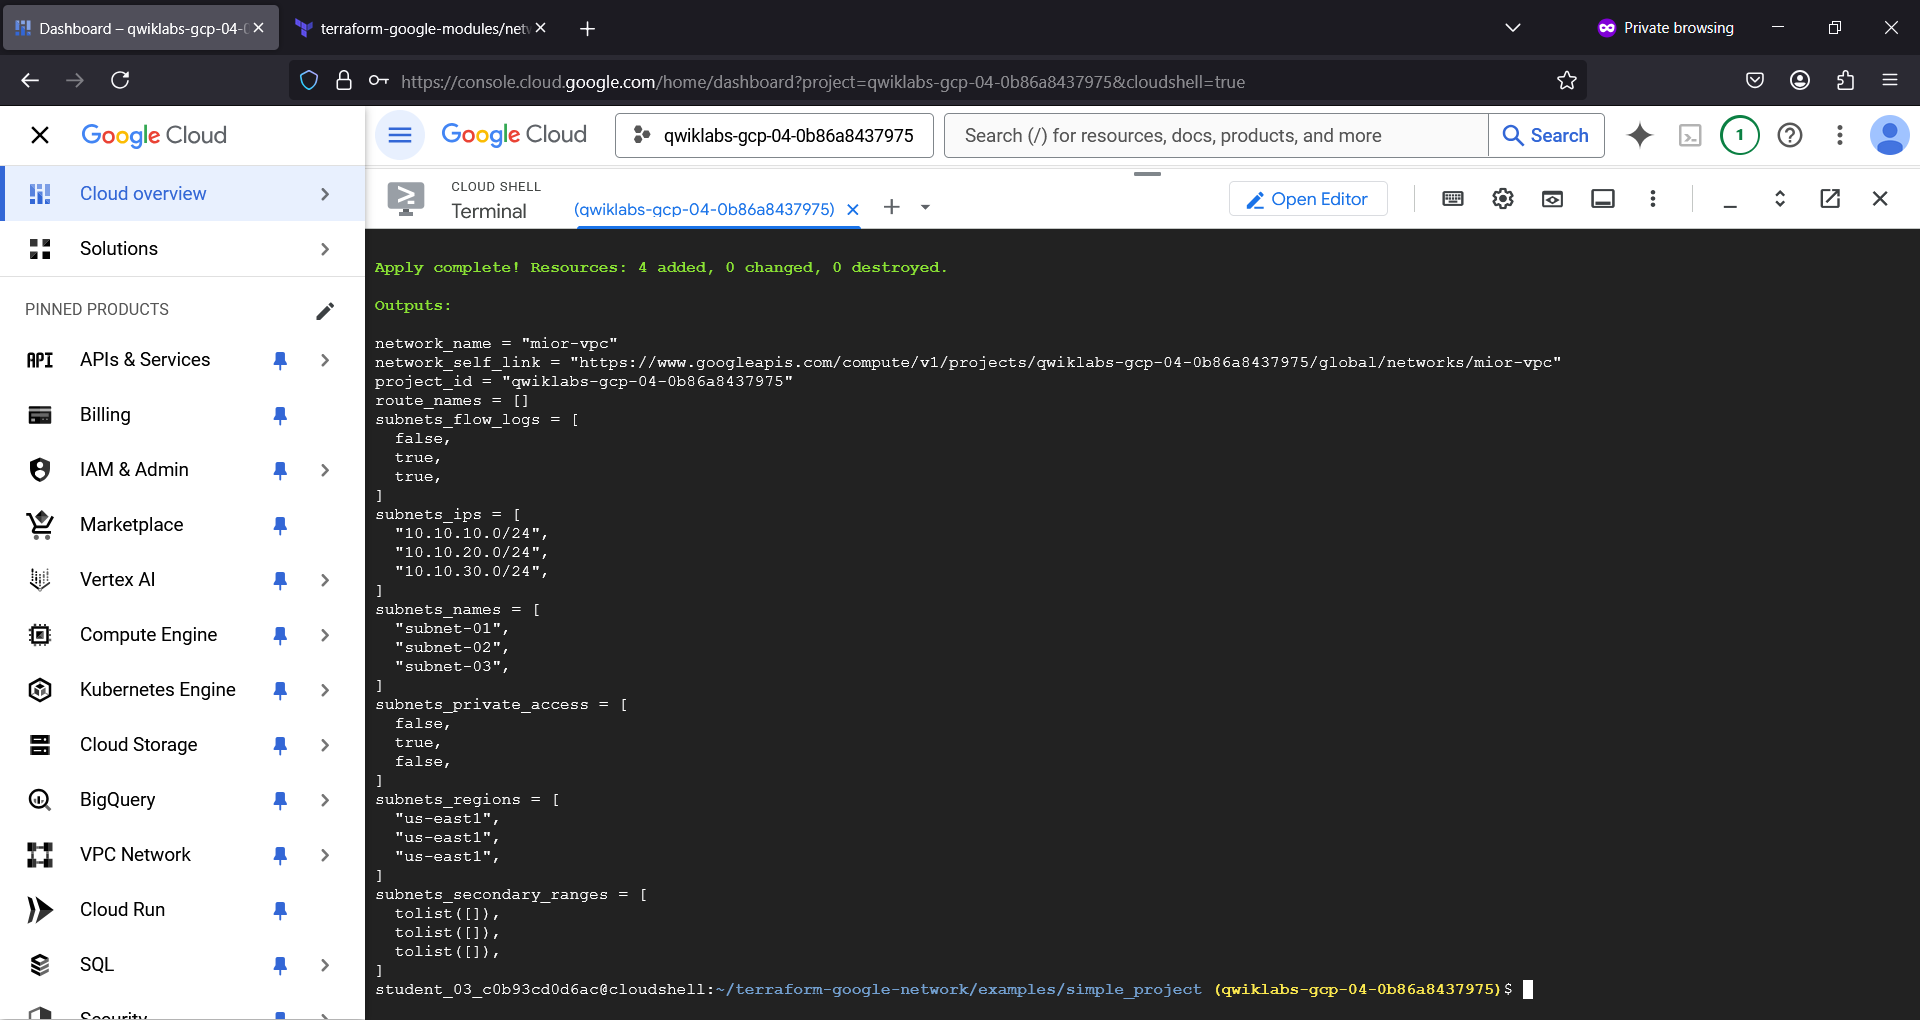 Dashboard – qwiklabs-gcp-04-0
terraform-google-modules/netw
Private browsing
https://console.cloud.google.com/home/dashboard?project=qwiklabs-gcp-04-0b86a8437975&cloudshell=true
Google Cloud
Google Cloud
qwiklabs-gcp-04-0b86a8437975
Search (/) for resources, docs, products, and more
Search
1
Cloud overview
Solutions
PINNED PRODUCTS
API APIs & Services
Billing
IAM & Admin
Marketplace
Vertex AI
Compute Engine
Kubernetes Engine
Cloud Storage
BigQuery
VPC Network
Cloud Run
SQL
Security
CLOUD SHELL
Terminal
(qwiklabs-gcp-04-0b86a8437975)
Open Editor
Apply complete! Resources: 4 added, 0 changed, 0 destroyed.
Outputs:
network_name = "mior-vpc"
network_self_link = "https://www.googleapis.com/compute/v1/projects/qwiklabs-gcp-04-0b86a8437975/global/networks/mior-vpc"
project_id = "qwiklabs-gcp-04-0b86a8437975"
route_names = []
subnets_flow_logs = [
  false,
  true,
  true,
]
subnets_ips = [
  "10.10.10.0/24",
  "10.10.20.0/24",
  "10.10.30.0/24",
]
subnets_names = [
  "subnet-01",
  "subnet-02",
  "subnet-03",
]
subnets_private_access = [
  false,
  true,
  false,
]
subnets_regions = [
  "us-east1",
  "us-east1",
  "us-east1",
]
subnets_secondary_ranges = [
  tolist([]),
  tolist([]),
  tolist([]),
]
student_03_c0b93cd0d6ac@cloudshell:~/terraform-google-network/examples/simple_project (qwiklabs-gcp-04-0b86a8437975)$